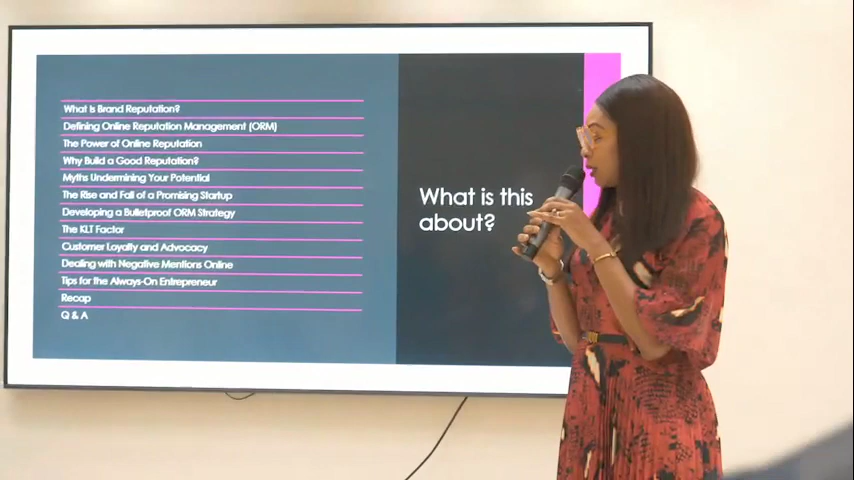 What Is Brand Reputation?
Defining Online Reputation Management (ORM)
The Power of Online Reputation
Why Build a Good Reputation?
Myths Undermining Your Potential
The Rise and Fall of a Promising Startup
Developing a Bulletproof ORM Strategy
The KLT Factor
Customer Loyalty and Advocacy
Dealing with Negative Mentions Online
Tips for the Always-On Entrepreneur
Recap
Q & A
What is this
about?